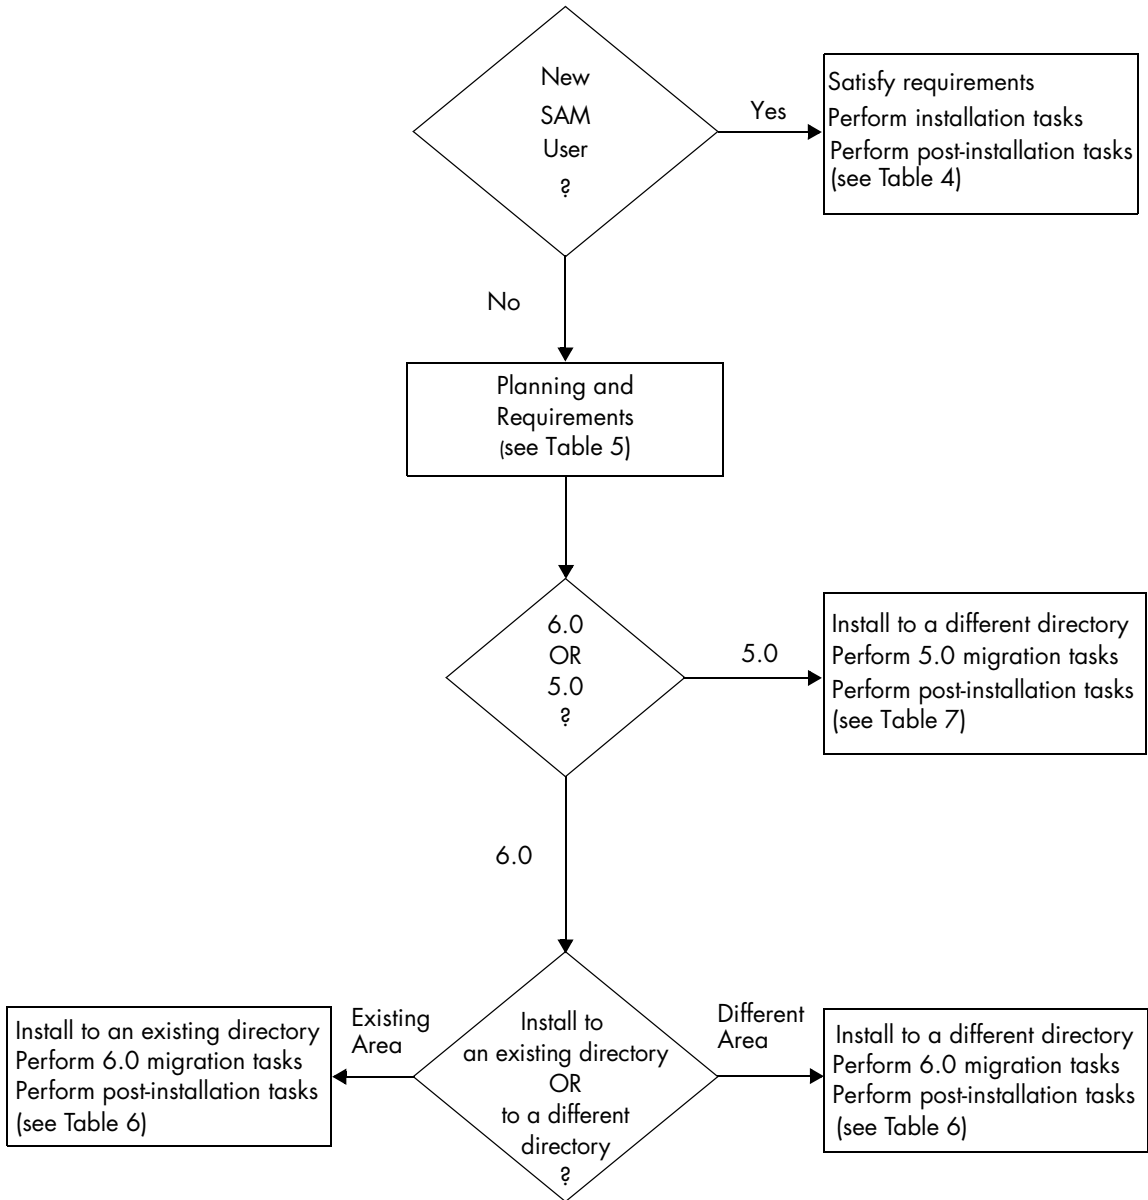 New
SAM
User
?
Yes
Satisfy requirements
Perform installation tasks
Perform post-installation tasks
(see Table 4)
No
Planning and
Requirements
(see Table 5)
6.0
OR
5.0
?
5.0
Install to a different directory
Perform 5.0 migration tasks
Perform post-installation tasks
(see Table 7)
6.0
Install to an existing directory
Perform 6.0 migration tasks
Perform post-installation tasks
(see Table 6)
Existing
Area
Install to
an existing directory
OR
to a different
directory
?
Different
Area
Install to a different directory
Perform 6.0 migration tasks
Perform post-installation tasks
(see Table 6)